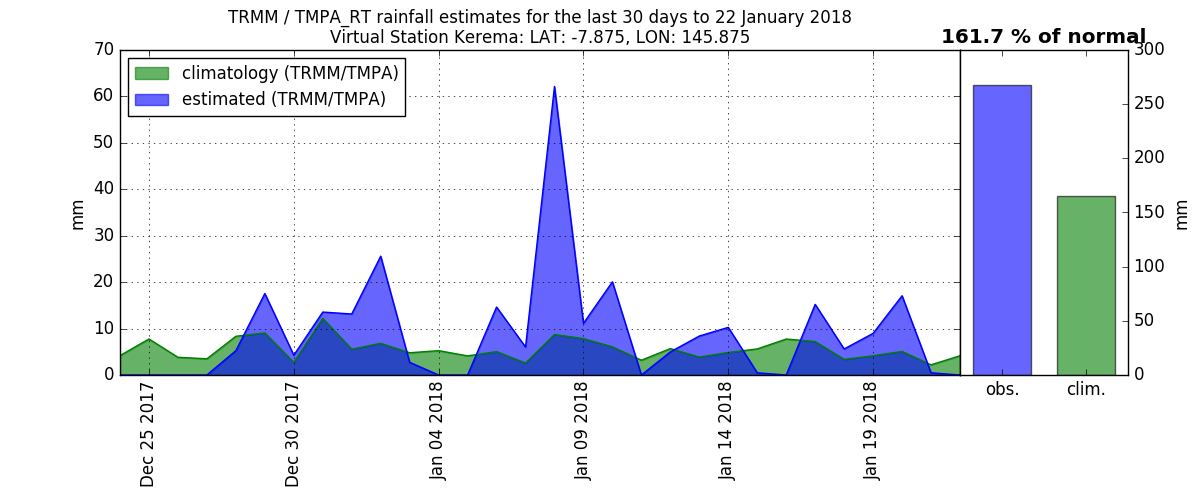 TRMM / TMPA_RT rainfall estimates for the last 30 days to 22 January 2018
Virtual Station Kerema: LAT: -7.875, LON: 145.875
161.7 % of normal
climatology (TRMM/TMPA)
estimated (TRMM/TMPA)
70
60
50
40
30
20
10
0
mm
Dec 25 2017
Dec 30 2017
Jan 04 2018
Jan 09 2018
Jan 14 2018
Jan 19 2018
obs.
clim.
300
250
200
150
100
50
0
mm